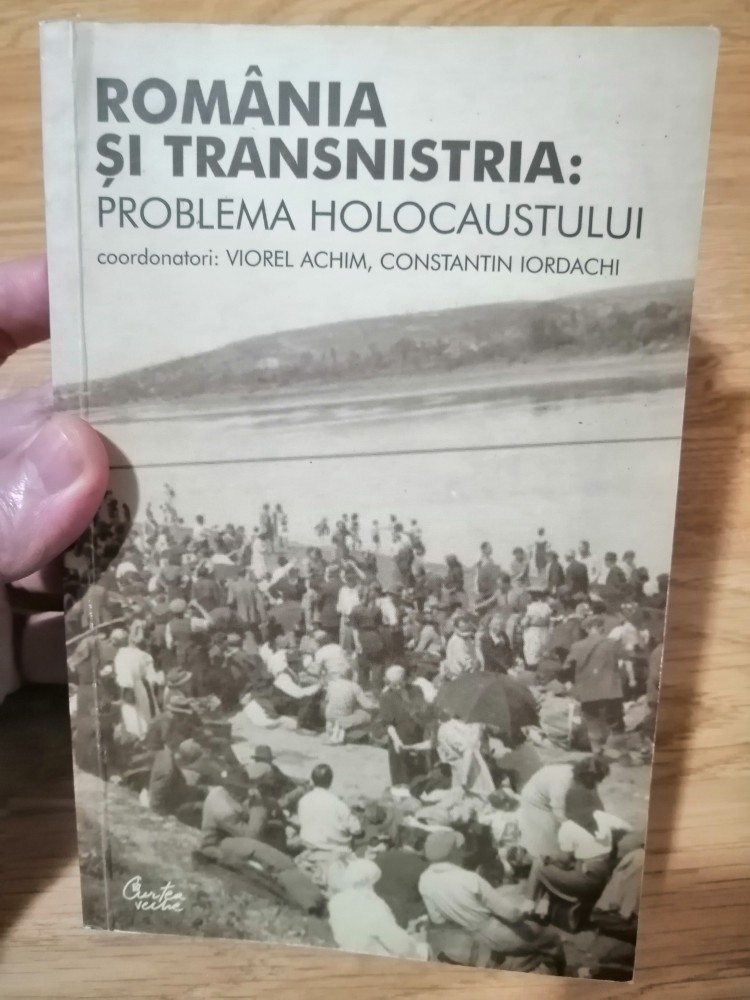 ROMÂNIA
ȘI TRANSNISTRIA:
PROBLEMA HOLOCAUSTULUI
coordonatori: VIOREL ACHIM, CONSTANTIN IORDACHI
Curtea
veche